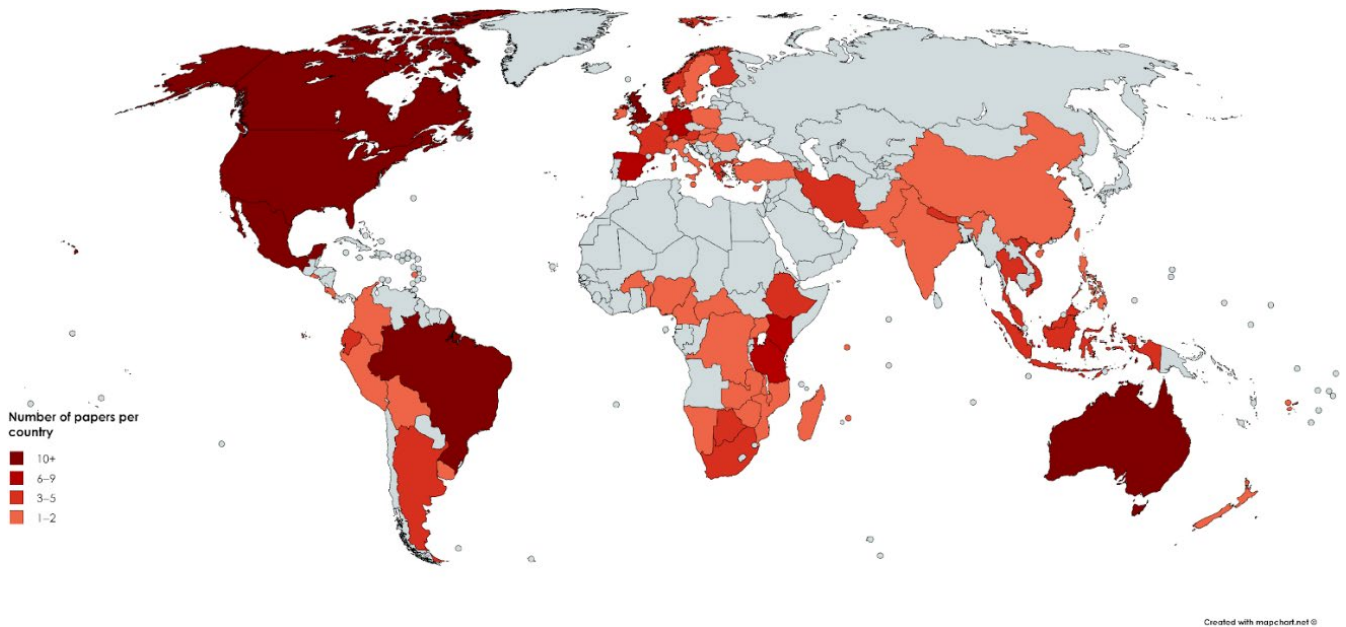 Number of papers per
country
10+
6–9
3–5
1–2
Created with mapchart.net ©